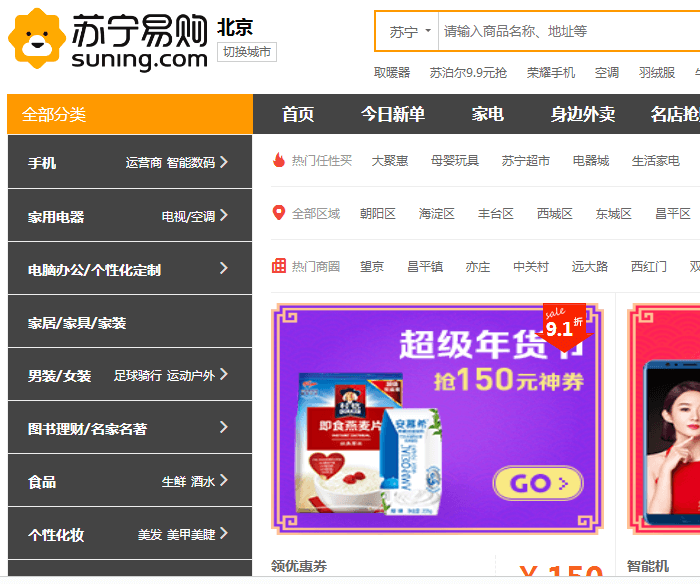 苏宁易购
suning.com
北京
切换城市
苏宁
请输入商品名称、地址等
取暖器 苏泊尔9.9元抢 荣耀手机 空调 羽绒服
全部分类
首页 今日新单 家电 身边外卖 名店抢
手机 运营商 智能数码
家用电器 电视/空调
电脑办公/个性化定制
家居/家具/家装
男装/女装 足球骑行 运动户外
图书理财/名家名著
食品 生鲜 酒水
个性化妆 美发 美甲美睫
热门任性买 大聚惠 母婴玩具 苏宁超市 电器城 生活家电
全部区域 朝阳区 海淀区 丰台区 西城区 东城区 昌平区
热门商圈 望京 昌平镇 亦庄 中关村 远大路 西红门 双
sale
9.1折
超级年货节
抢150元神券
QUAKER
即食燕麦片
安慕希
AMBROSIAL
GO
领优惠券
¥ 150
智能机